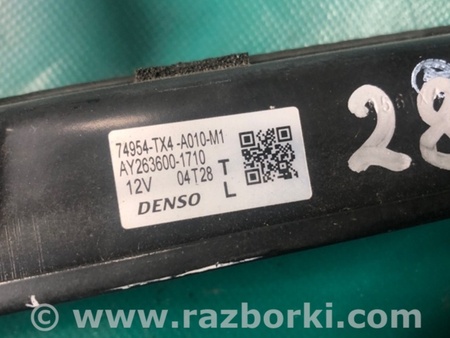 74954-TX4-A010-M1
AY263600-1710 T
12V 04T28 L
DENSO
28
© www.razborki.com